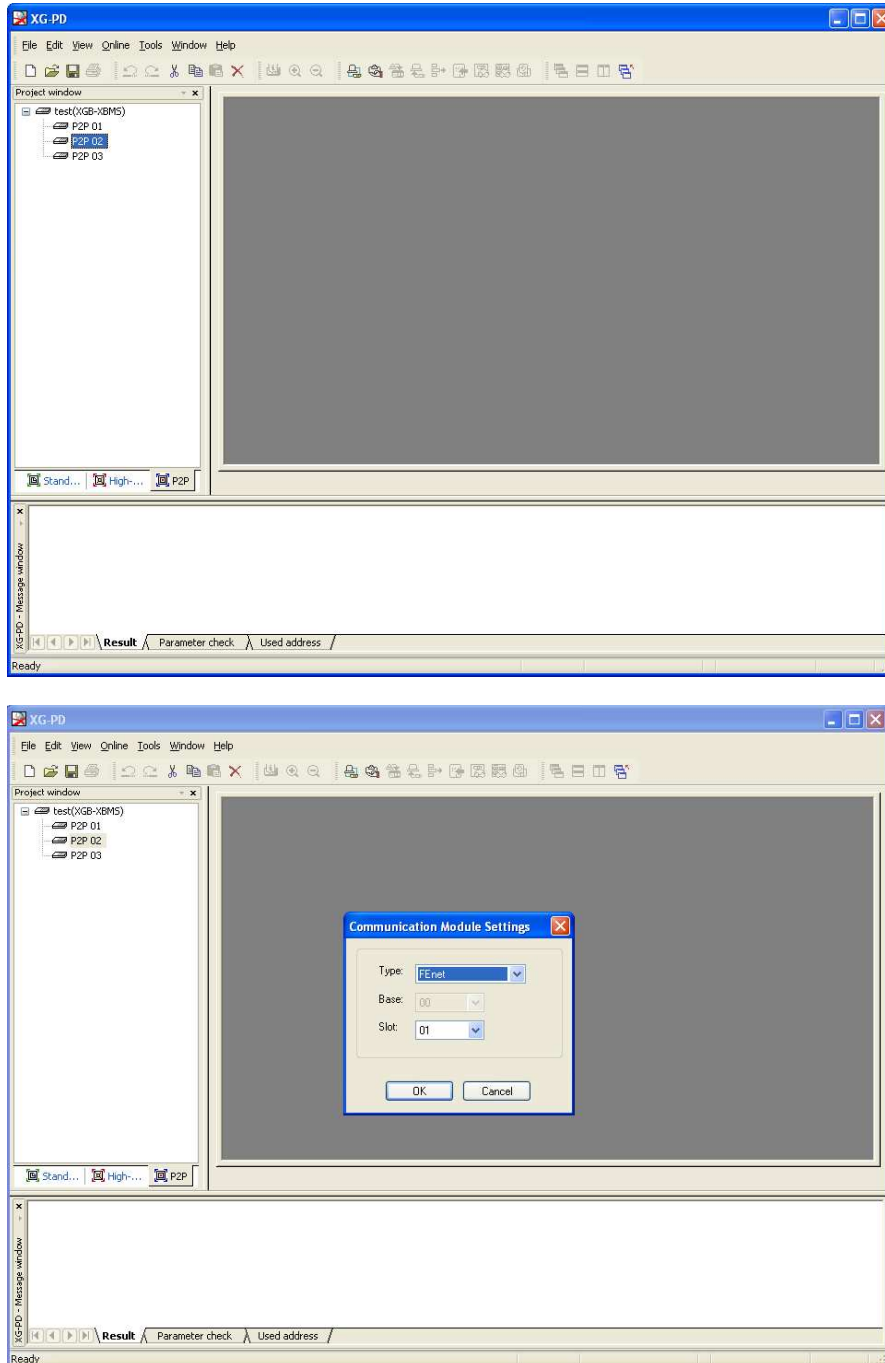 XG-PD
File Edit View Online Tools Window Help
Project window
test(XGB-XBMS)
P2P 01
P2P 02
P2P 03
Stand... High-... P2P
XG-PD - Message window
Result Parameter check Used address
Ready
XG-PD
File Edit View Online Tools Window Help
Project window
test(XGB-XBMS)
P2P 01
P2P 02
P2P 03
Communication Module Settings
Type: FEnet
Base: 00
Slot: 01
OK Cancel
Stand... High-... P2P
XG-PD - Message window
Result Parameter check Used address
Ready